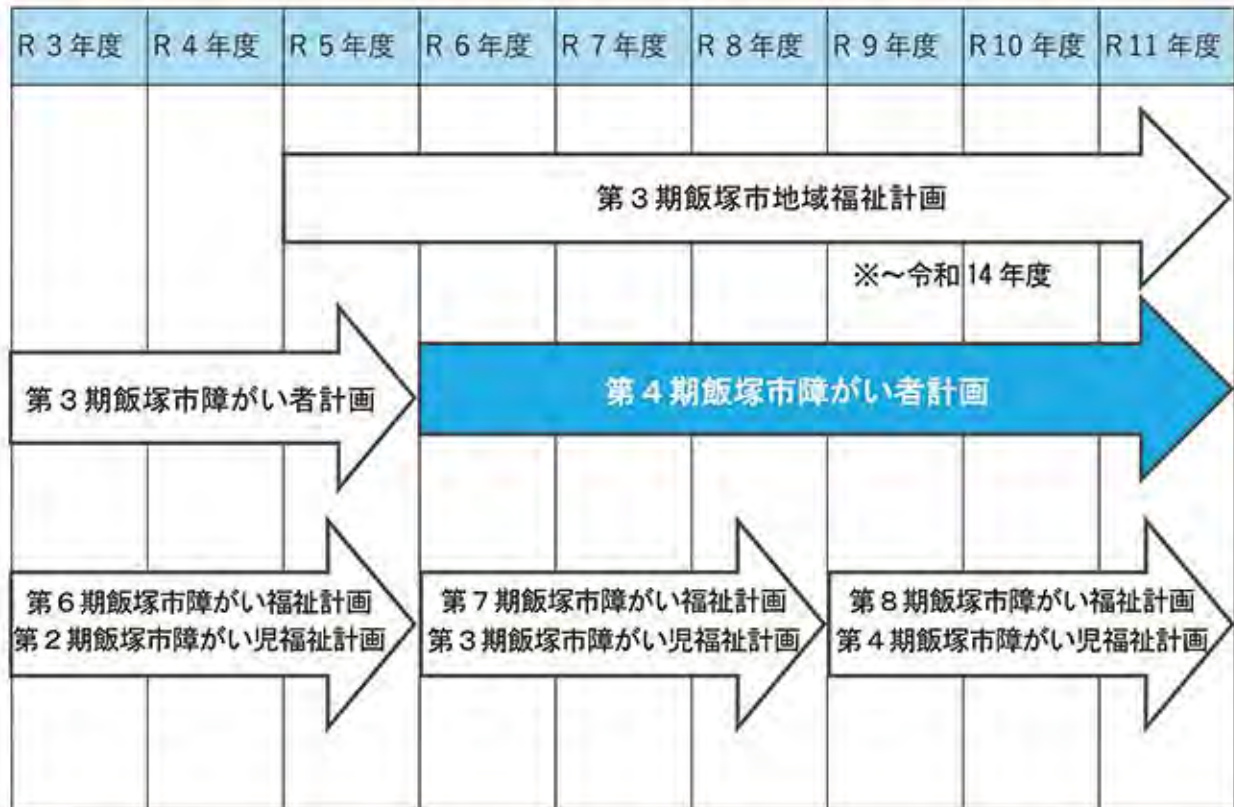 R３年度 R４年度 R５年度 R６年度 R７年度 R８年度 R９年度 R10年度 R11年度
第３期飯塚市地域福祉計画
※～令和14年度
第３期飯塚市障がい者計画 第４期飯塚市障がい者計画
第６期飯塚市障がい福祉計画 第７期飯塚市障がい福祉計画 第８期飯塚市障がい福祉計画
第２期飯塚市障がい児福祉計画 第３期飯塚市障がい児福祉計画 第４期飯塚市障がい児福祉計画